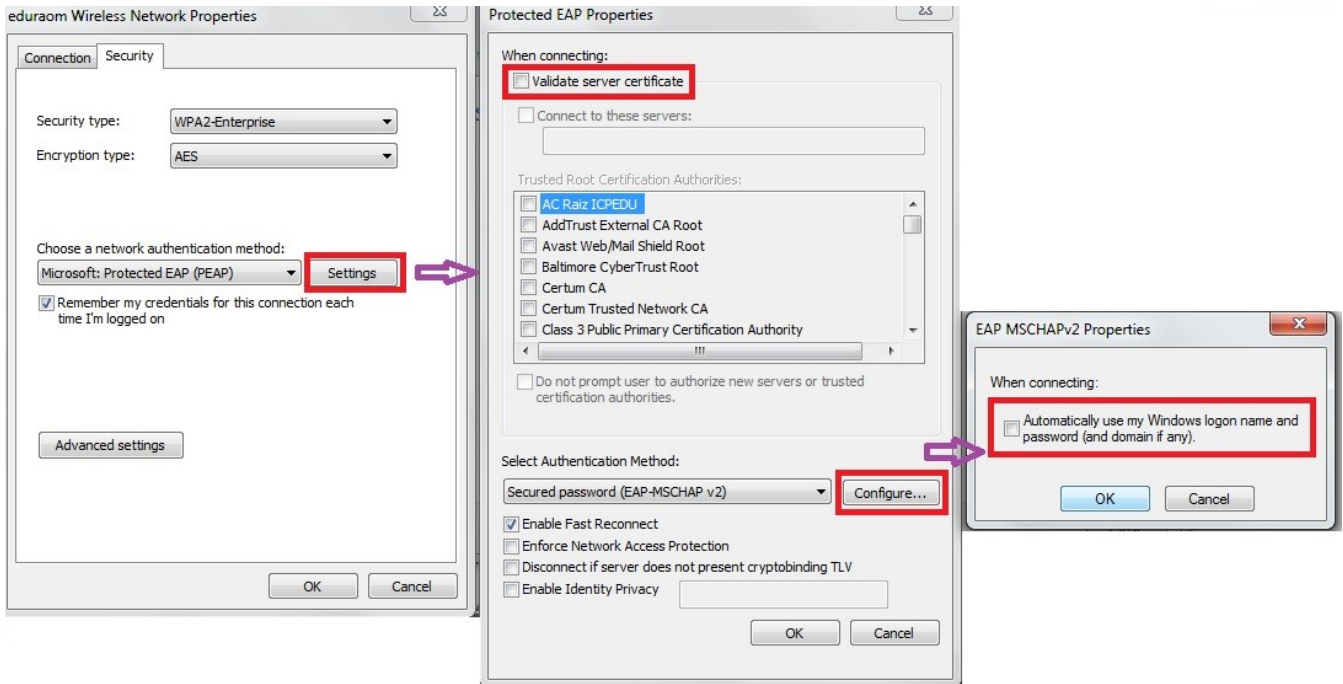 eduraom Wireless Network Properties
Connection
Security
Security type:
WPA2-Enterprise
Encryption type:
AES
Choose a network authentication method:
Microsoft: Protected EAP (PEAP)
Settings
Remember my credentials for this connection each
time I'm logged on
Advanced settings
OK
Cancel
Protected EAP Properties
When connecting:
Validate server certificate
Connect to these servers:
Trusted Root Certification Authorities:
AC Raiz ICPEDU
AddTrust External CA Root
Avast Web/Mail Shield Root
Baltimore CyberTrust Root
Certum CA
Certum Trusted Network CA
Class 3 Public Primary Certification Authority
Do not prompt user to authorize new servers or trusted
certification authorities.
Select Authentication Method:
Secured password (EAP-MSCHAP v2)
Configure...
Enable Fast Reconnect
Enforce Network Access Protection
Disconnect if server does not present cryptobinding TLV
Enable Identity Privacy
OK
Cancel
EAP MSCHAPv2 Properties
When connecting:
Automatically use my Windows logon name and
password (and domain if any).
OK
Cancel